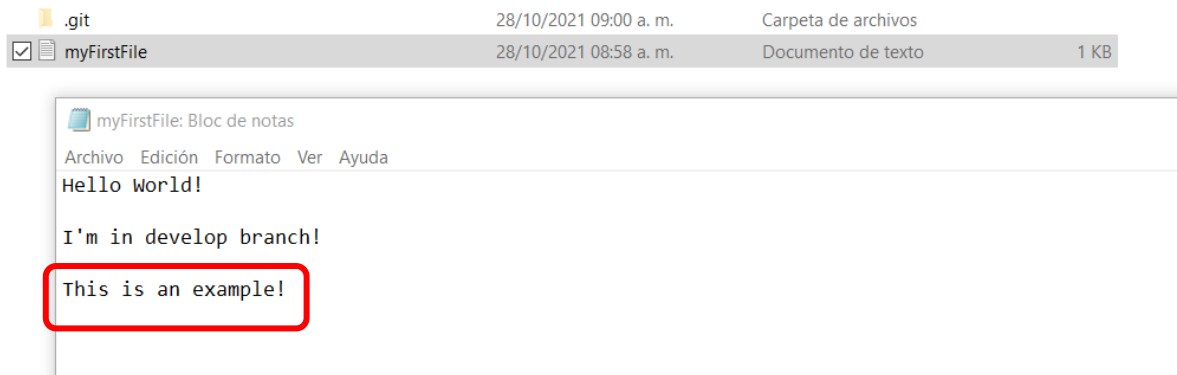 .git 28/10/2021 09:00 a. m. Carpeta de archivos
myFirstFile 28/10/2021 08:58 a. m. Documento de texto 1 KB
myFirstFile: Bloc de notas
Archivo Edición Formato Ver Ayuda
Hello World!
I'm in develop branch!
This is an example!